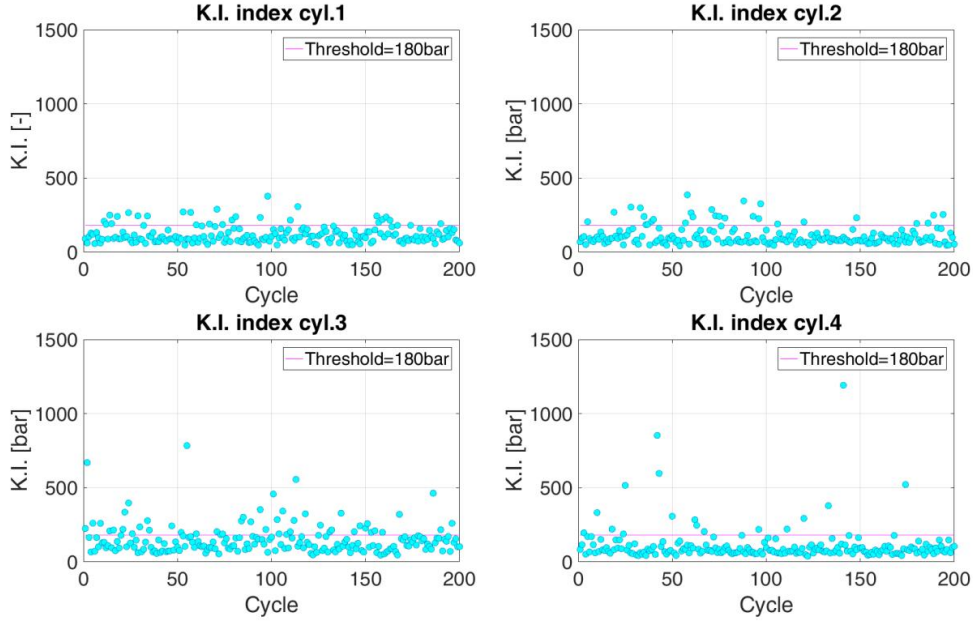 K.I. index cyl.1
1500
1000
500
0
K.I. [-]
Threshold=180bar
0 50 100 150 200
Cycle
K.I. index cyl.2
1500
1000
500
0
K.I. [bar]
Threshold=180bar
0 50 100 150 200
Cycle
K.I. index cyl.3
1500
1000
500
0
K.I. [bar]
Threshold=180bar
0 50 100 150 200
Cycle
K.I. index cyl.4
1500
1000
500
0
K.I. [bar]
Threshold=180bar
0 50 100 150 200
Cycle